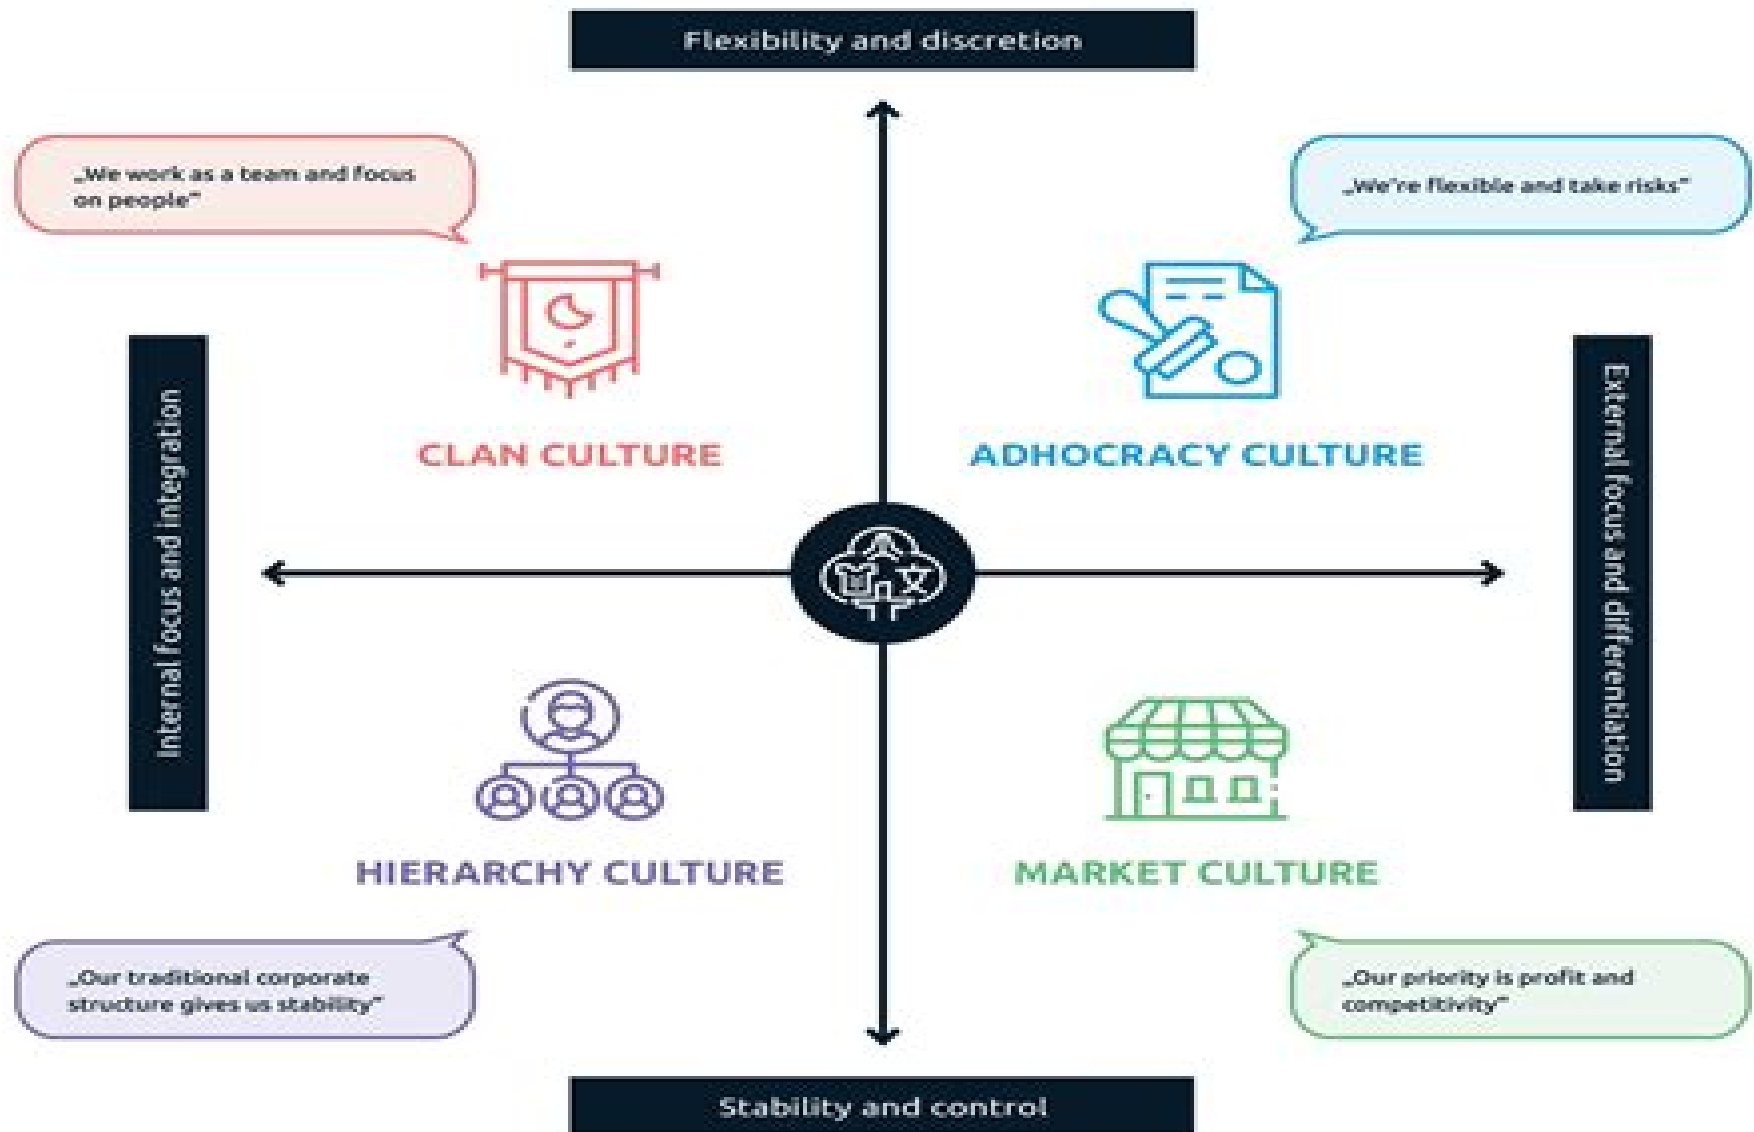 Flexibility and discretion
„We work as a team and focus
on people”
„We're flexible and take risks”
CLAN CULTURE
ADHOCRACY CULTURE
Internal focus and integration
External focus and differentiation
文
HIERARCHY CULTURE
MARKET CULTURE
„Our traditional corporate
structure gives us stability”
„Our priority is profit and
competitivity”
Stability and control